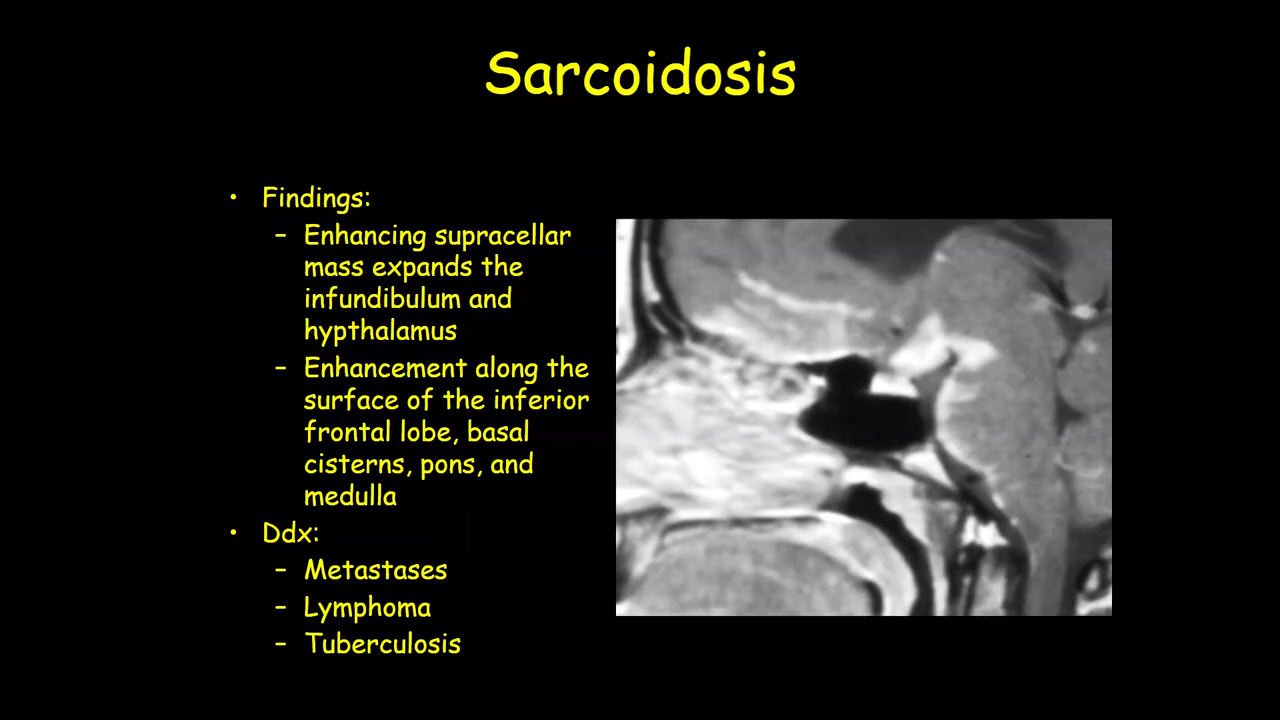 Sarcoidosis
• Findings:
– Enhancing supracellar
mass expands the
infundibulum and
hypthalamus
– Enhancement along the
surface of the inferior
frontal lobe, basal
cisterns, pons, and
medulla
• Ddx:
– Metastases
– Lymphoma
– Tuberculosis